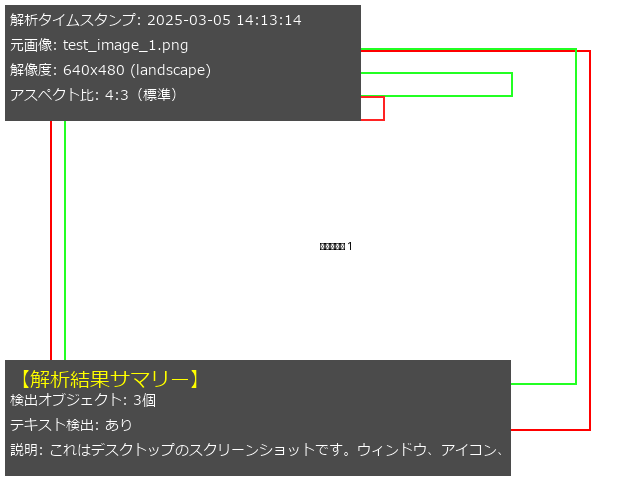 解析タイムスタンプ: 2025-03-05 14:13:14
元画像: test_image_1.png
解像度: 640x480 (landscape)
アスペクト比: 4:3（標準）
1
【解析結果サマリー】
検出オブジェクト: 3個
テキスト検出: あり
説明: これはデスクトップのスクリーンショットです。ウィンドウ、アイコン、